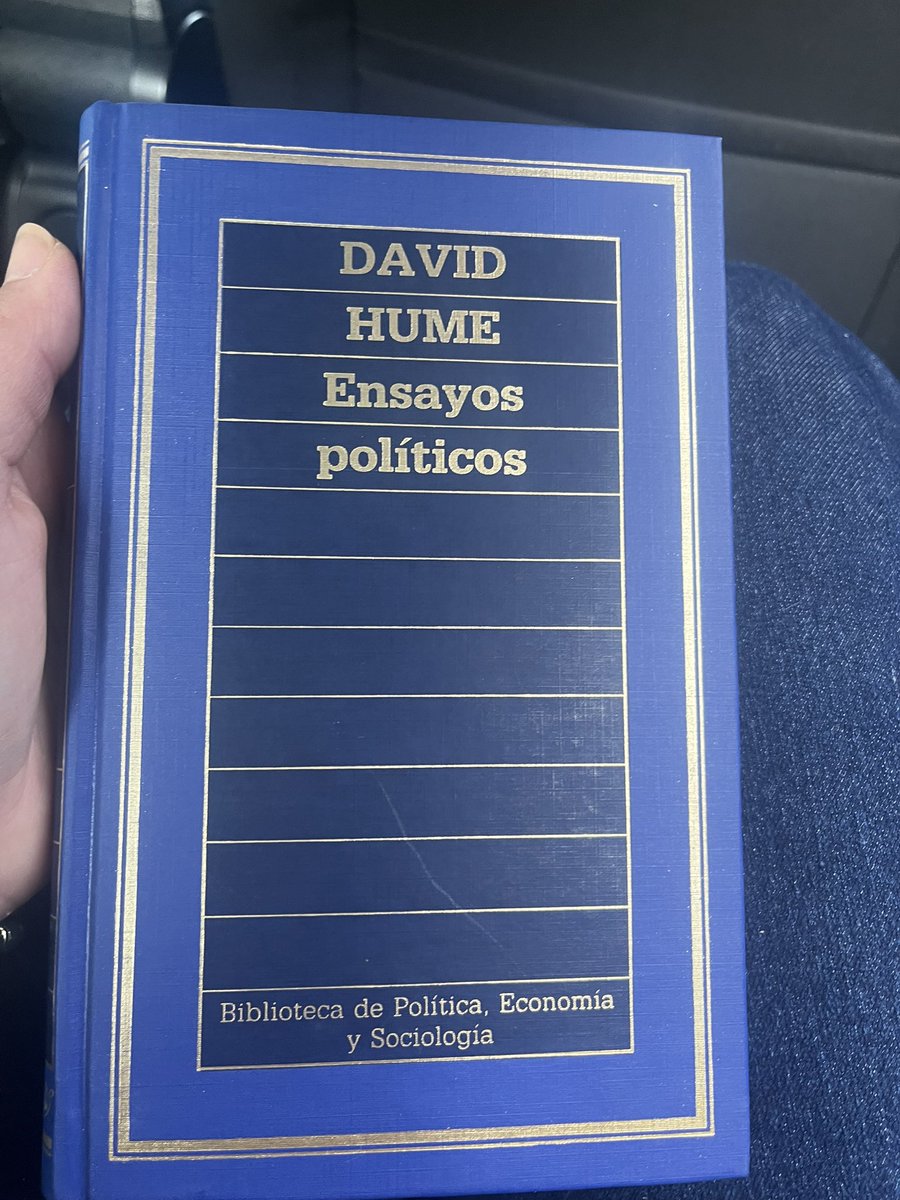 DAVID
HUME
Ensayos
políticos
Biblioteca de Política, Economía
y Sociología